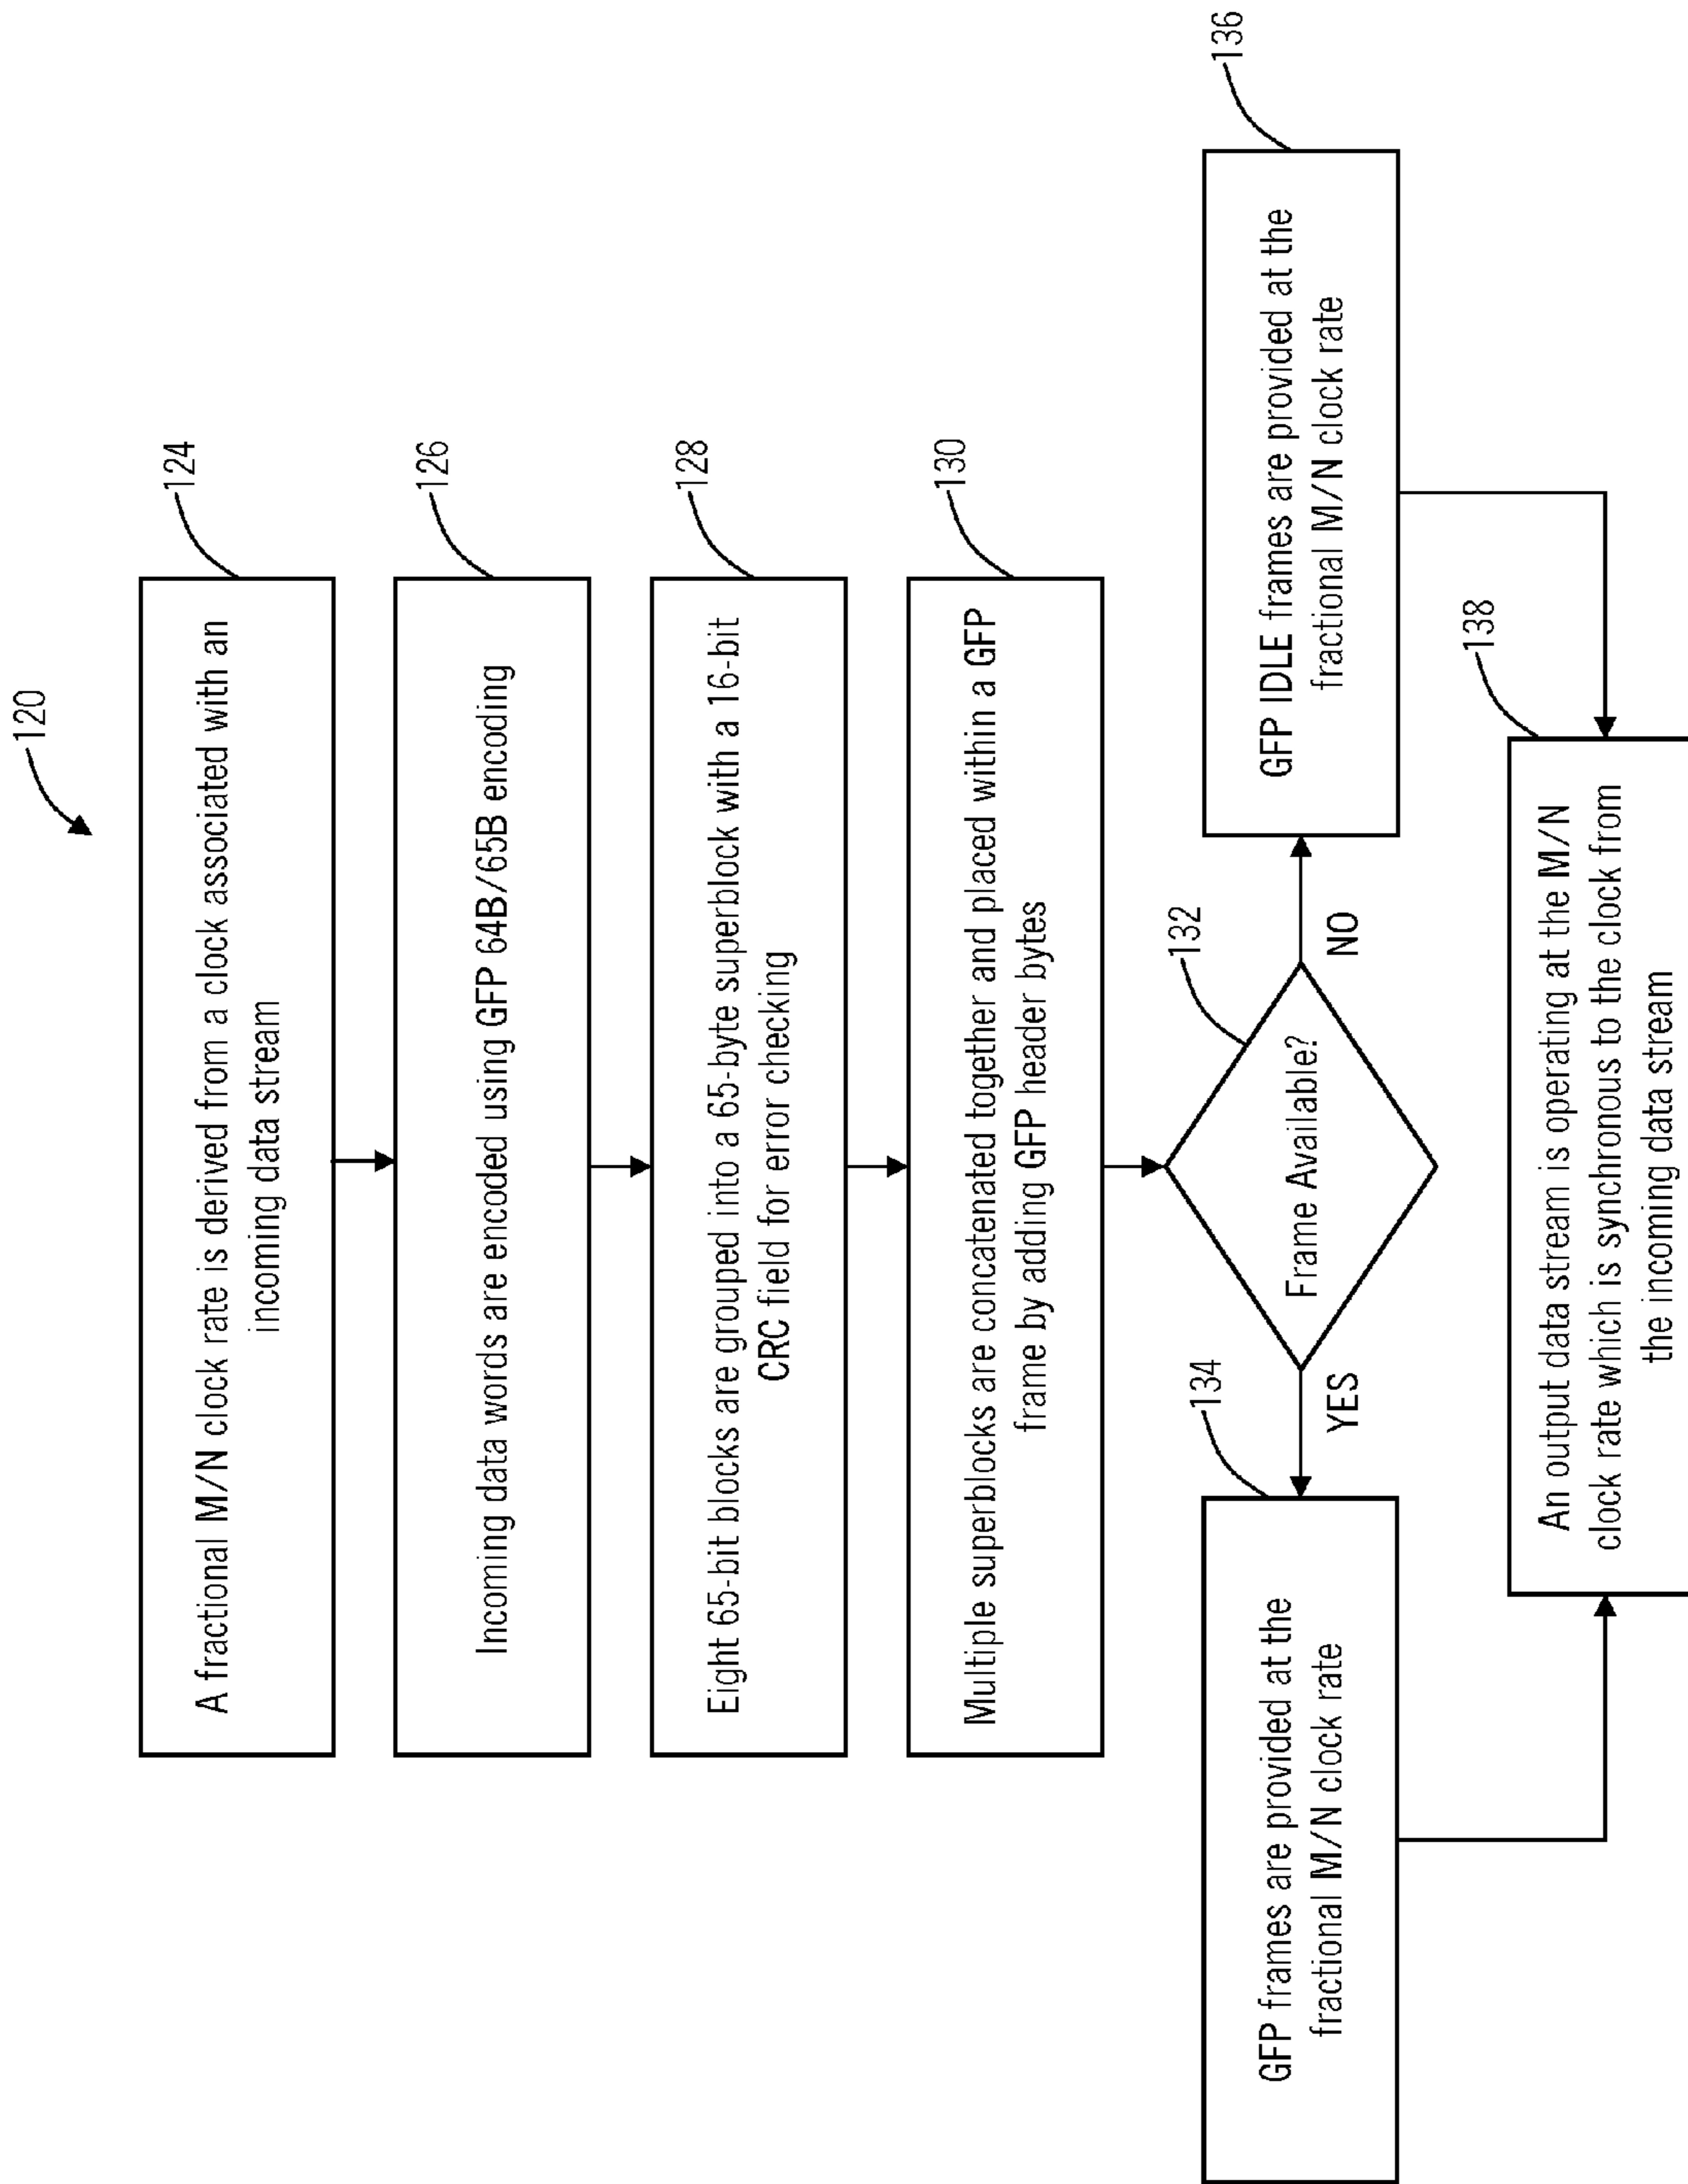 120
124
A fractional M/N clock rate is derived from a clock associated with an
incoming data stream
126
Incoming data words are encoded using GFP 64B/65B encoding
128
Eight 65-bit blocks are grouped into a 65-byte superblock with a 16-bit
CRC field for error checking
130
Multiple superblocks are concatenated together and placed within a GFP
frame by adding GFP header bytes
132
Frame Available?
YES
NO
134
GFP frames are provided at the
fractional M/N clock rate
136
GFP IDLE frames are provided at the
fractional M/N clock rate
138
An output data stream is operating at the M/N
clock rate which is synchronous to the clock from
the incoming data stream